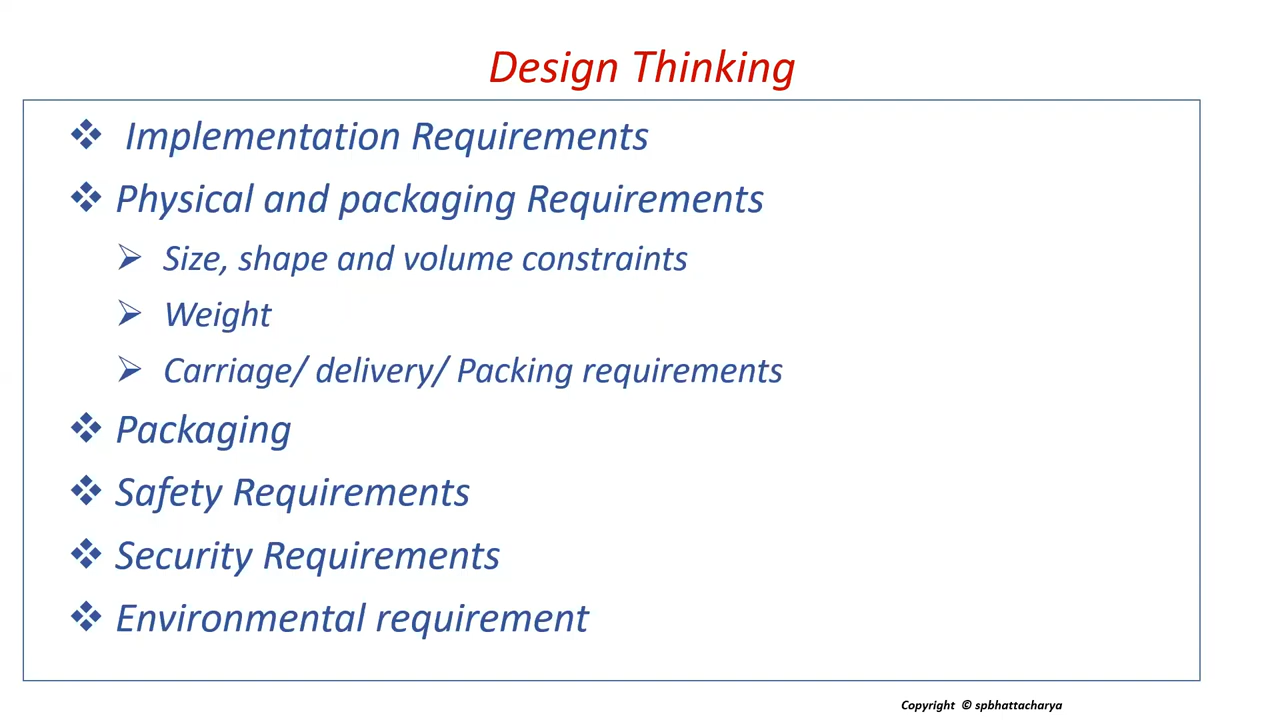 Design Thinking
❖ Implementation Requirements
❖ Physical and packaging Requirements
➢ Size, shape and volume constraints
➢ Weight
➢ Carriage/ delivery/ Packing requirements
❖ Packaging
❖ Safety Requirements
❖ Security Requirements
❖ Environmental requirement
Copyright © spbhattacharya